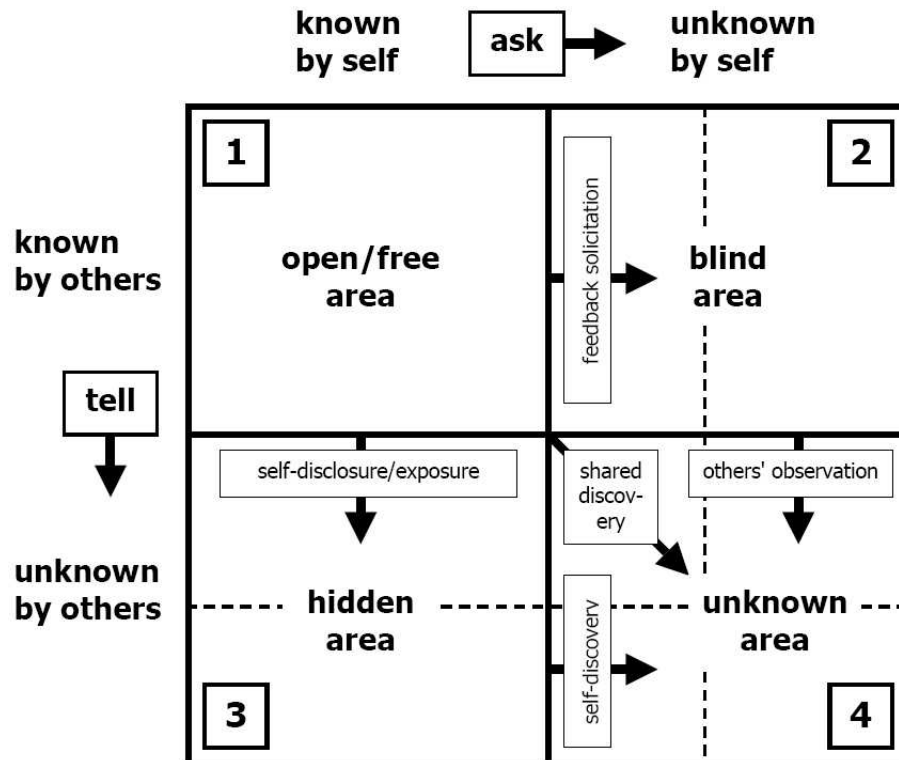 known
by self
ask
unknown
by self
1
2
known
by others
open/free
area
feedback solicitation
blind
area
tell
self-disclosure/exposure
shared
discov-
ery
others' observation
unknown
by others
hidden
area
self-discovery
unknown
area
3
4